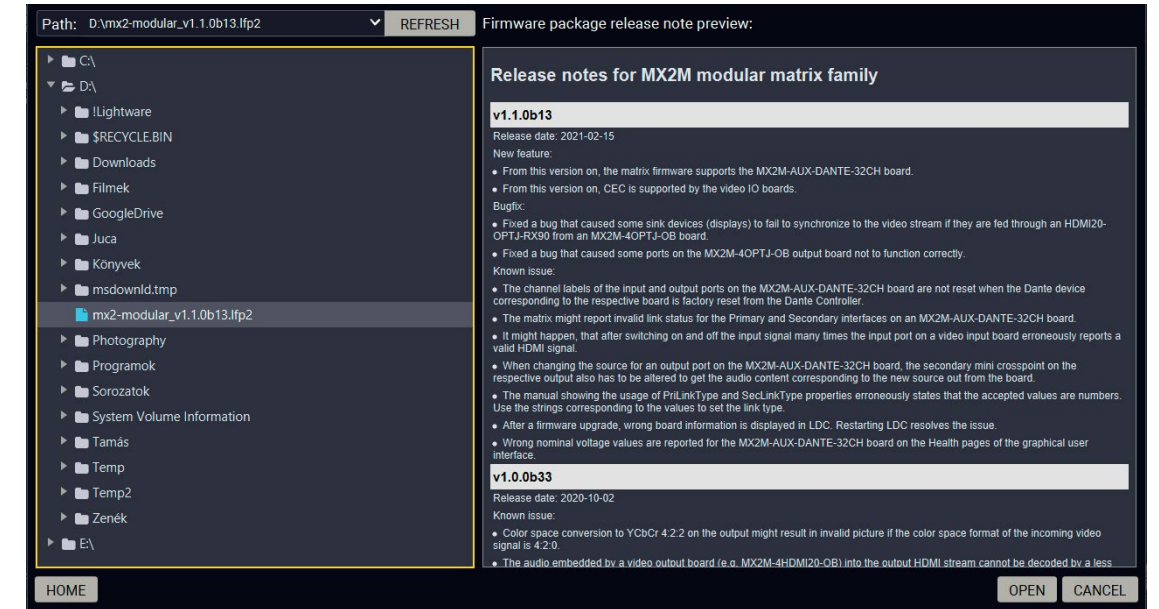 Path: D:\mx2-modular_v1.1.0b13.lfp2 REFRESH
Firmware package release note preview:
C:\
D:\
!Lightware
$RECYCLE.BIN
Downloads
Filmek
GoogleDrive
Juca
Könyvek
msdownld.tmp
mx2-modular_v1.1.0b13.lfp2
Photography
Programok
Sorozatok
System Volume Information
Tamás
Temp
Temp2
Zenék
E:\
Release notes for MX2M modular matrix family
v1.1.0b13
Release date: 2021-02-15
New feature:
● From this version on, the matrix firmware supports the MX2M-AUX-DANTE-32CH board.
● From this version on, CEC is supported by the video IO boards.
Bugfix:
● Fixed a bug that caused some sink devices (displays) to fail to synchronize to the video stream if they are fed through an HDMI20-
OPTJ-RX90 from an MX2M-4OPTJ-OB board.
● Fixed a bug that caused some ports on the MX2M-4OPTJ-OB output board not to function correctly.
Known issue:
● The channel labels of the input and output ports on the MX2M-AUX-DANTE-32CH board are not reset when the Dante device
corresponding to the respective board is factory reset from the Dante Controller.
● The matrix might report invalid link status for the Primary and Secondary interfaces on an MX2M-AUX-DANTE-32CH board.
● It might happen, that after switching on and off the input signal many times the input port on a video input board erroneously reports a
valid HDMI signal.
● When changing the source for an output port on the MX2M-AUX-DANTE-32CH board, the secondary mini crosspoint on the
respective output also has to be altered to get the audio content corresponding to the new source out from the board.
● The manual showing the usage of PriLinkType and SecLinkType properties erroneously states that the accepted values are numbers.
Use the strings corresponding to the values to set the link type.
● After a firmware upgrade, wrong board information is displayed in LDC. Restarting LDC resolves the issue.
● Wrong nominal voltage values are reported for the MX2M-AUX-DANTE-32CH board on the Health pages of the graphical user
interface.
v1.0.0b33
Release date: 2020-10-02
Known issue:
● Color space conversion to YCbCr 4:2:2 on the output might result in invalid picture if the color space format of the incoming video
signal is 4:2:0.
● The audio embedded by a video output board (e.g. MX2M-4HDMI20-OB) into the output HDMI stream cannot be decoded by a less
HOME
OPEN CANCEL